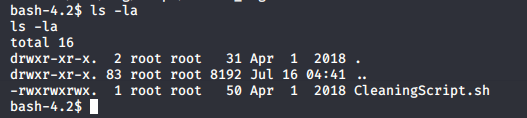 bash-4.2$ ls -la
ls -la
total 16
drwxr-xr-x.  2 root root   31 Apr  1  2018 .
drwxr-xr-x. 83 root root 8192 Jul 16 04:41 ..
-rwxrwxrwx.  1 root root   50 Apr  1  2018 CleaningScript.sh
bash-4.2$